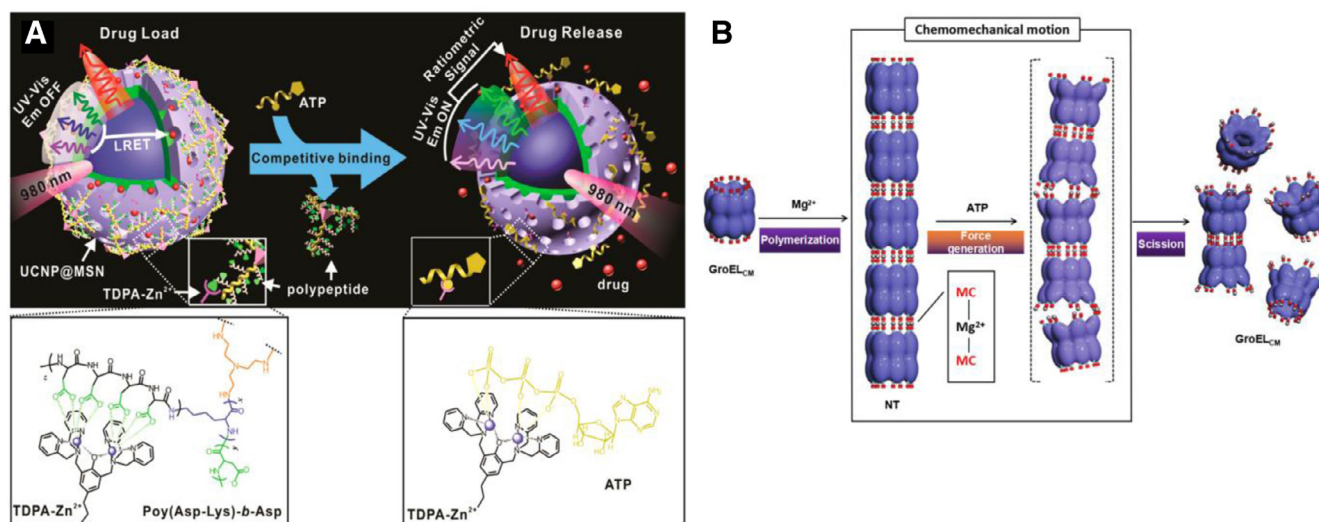 A
Drug Load
UV-Vis
Em OFF
LRET
980 nm
UCNP@MSN
ATP
Competitive binding
TDPA-Zn²⁺
polypeptide
Drug Release
Ratiometric
Signal
UV-Vis
Em ON
980 nm
drug
TDPA-Zn²⁺
Poy(Asp-Lys)-b-Asp
TDPA-Zn²⁺
ATP
B
Chemomechanical motion
GroEL_CM
Mg²⁺
Polymerization
NT
ATP
Force
generation
MC
Mg²⁺
MC
Scission
GroEL_CM